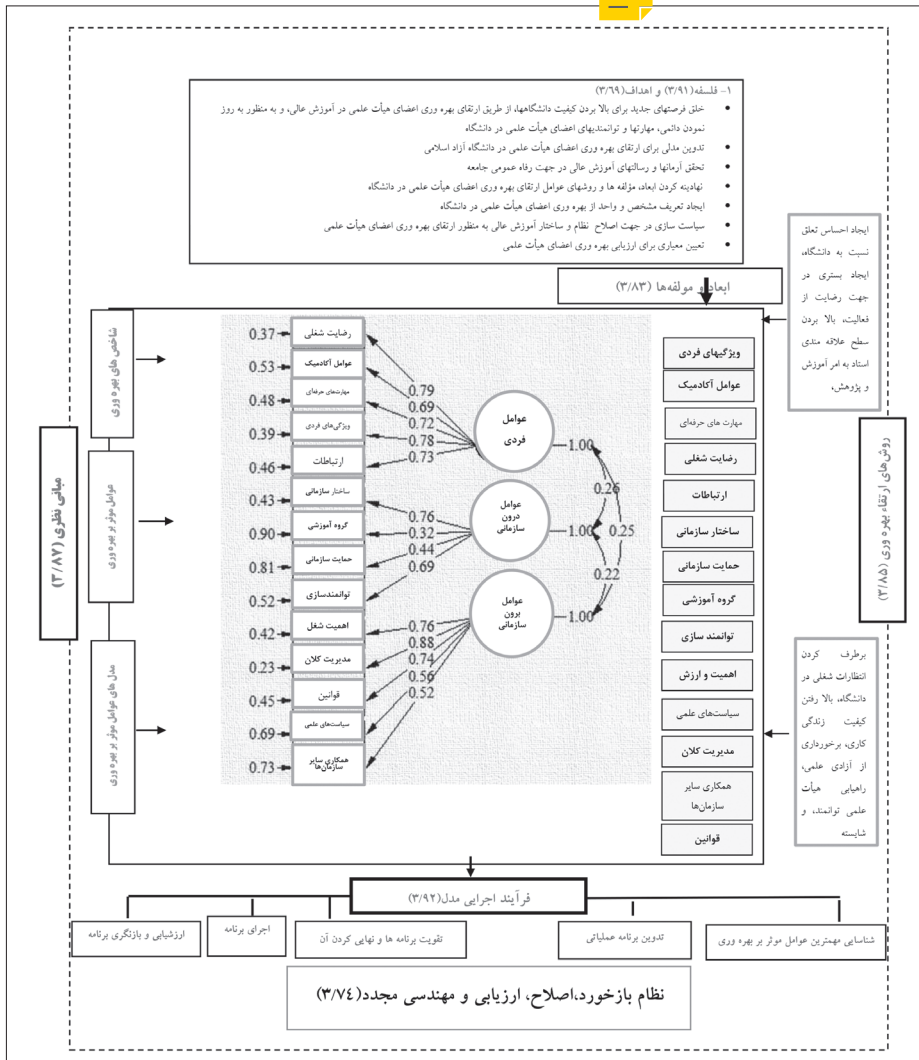 ۱- فلسفه(۳/۹۱) و اهداف(۳/۶۹)
• خلق فرصتهای جدید برای بالا بردن کیفیت دانشگاهها، از طریق ارتقای بهره وری اعضای هیأت علمی در آموزش عالی، و به منظور به روز
نمودن دائمی، مهارتها و توانمندیهای اعضای هیأت علمی در دانشگاه
• تدوین مدلی برای ارتقای بهره وری اعضای هیأت علمی در دانشگاه آزاد اسلامی
• تحقق آرمانها و رسالتهای آموزش عالی در جهت رفاه عمومی جامعه
• نهادینه کردن ابعاد، مؤلفه ها و روشهای عوامل ارتقای بهره وری اعضای هیأت علمی در دانشگاه
• ایجاد تعریف مشخص و واحد از بهره وری اعضای هیأت علمی در دانشگاه
• سیاست سازی در جهت اصلاح نظام و ساختار آموزش عالی به منظور ارتقای بهره وری اعضای هیأت علمی
• تعیین معیاری برای ارزیابی بهره وری اعضای هیأت علمی
ابعاد و مولفه‌ها (۳/۸۳)
روش‌های ارتقاء بهره وری (۳/۸۵)
ایجاد احساس تعلق
نسبت به دانشگاه،
ایجاد بستری در
جهت رضایت از
فعالیت، بالا بردن
سطح علاقه مندی
استاد به امر آموزش
و پژوهش،
برطرف کردن
انتظارات شغلی در
دانشگاه، بالا رفتن
کیفیت زندگی
کاری، برخورداری
از آزادی علمی،
راهیابی هیأت
علمی توانمند، و
شایسته
ویژگیهای فردی
عوامل آکادمیک
مهارت های حرفه‌ای
رضایت شغلی
ارتباطات
ساختار سازمانی
حمایت سازمانی
گروه آموزشی
توانمند سازی
اهمیت و ارزش
سیاست‌های علمی
مدیریت کلان
همکاری سایر
سازمان‌ها
قوانین
عوامل
فردی
عوامل
درون
سازمانی
عوامل
برون
سازمانی
1.00
1.00
1.00
0.26
0.25
0.22
0.79
0.69
0.72
0.78
0.73
0.76
0.32
0.44
0.69
0.76
0.88
0.74
0.56
0.52
رضایت شغلی 0.37
عوامل آکادمیک 0.53
مهارت‌های حرفه‌ای 0.48
ویژگی‌های فردی 0.39
ارتباطات 0.46
ساختار سازمانی 0.43
گروه آموزشی 0.90
حمایت سازمانی 0.81
توانمندسازی 0.52
اهمیت شغل 0.42
مدیریت کلان 0.23
قوانین 0.45
سیاست‌های علمی 0.69
همکاری سایر
سازمان‌ها 0.73
شاخص های بهره وری
عوامل موثر بر بهره وری
مدل های عوامل موثر بر بهره وری
مبانی نظری (۳/۸۷)
فرآیند اجرایی مدل(۳/۹۲)
شناسایی مهمترین عوامل موثر بر بهره وری
تدوین برنامه عملیاتی
تقویت برنامه ها و نهایی کردن آن
اجرای برنامه
ارزشیابی و بازنگری برنامه
نظام بازخورد،اصلاح، ارزیابی و مهندسی مجدد(۳/۷٤)